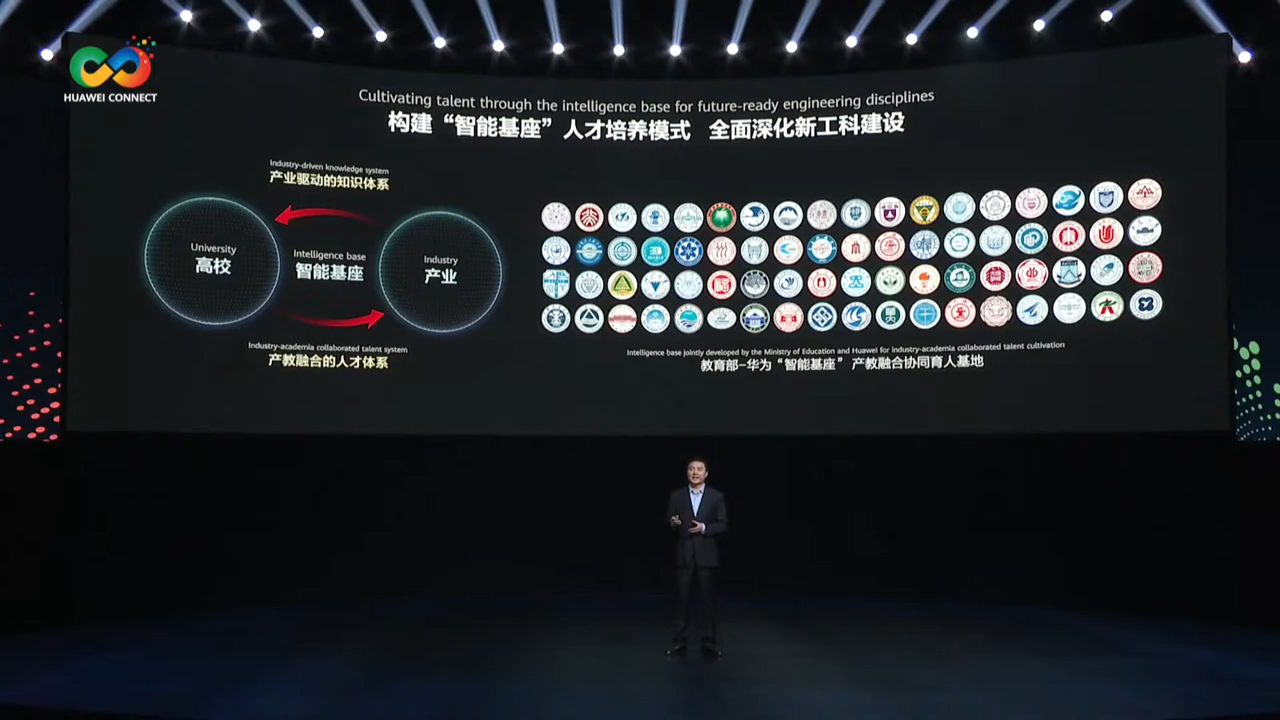 HUAWEI CONNECT
Cultivating talent through the intelligence base for future-ready engineering disciplines
构建“智能基座”人才培养模式 全面深化新工科建设
Industry-driven knowledge system
产业驱动的知识体系
University
高校
Intelligence base
智能基座
Industry
产业
Industry-academia collaborated talent system
产教融合的人才体系
Intelligence base jointly developed by the Ministry of Education and Huawei for industry-academia collaborated talent cultivation
教育部-华为“智能基座”产教融合协同育人基地